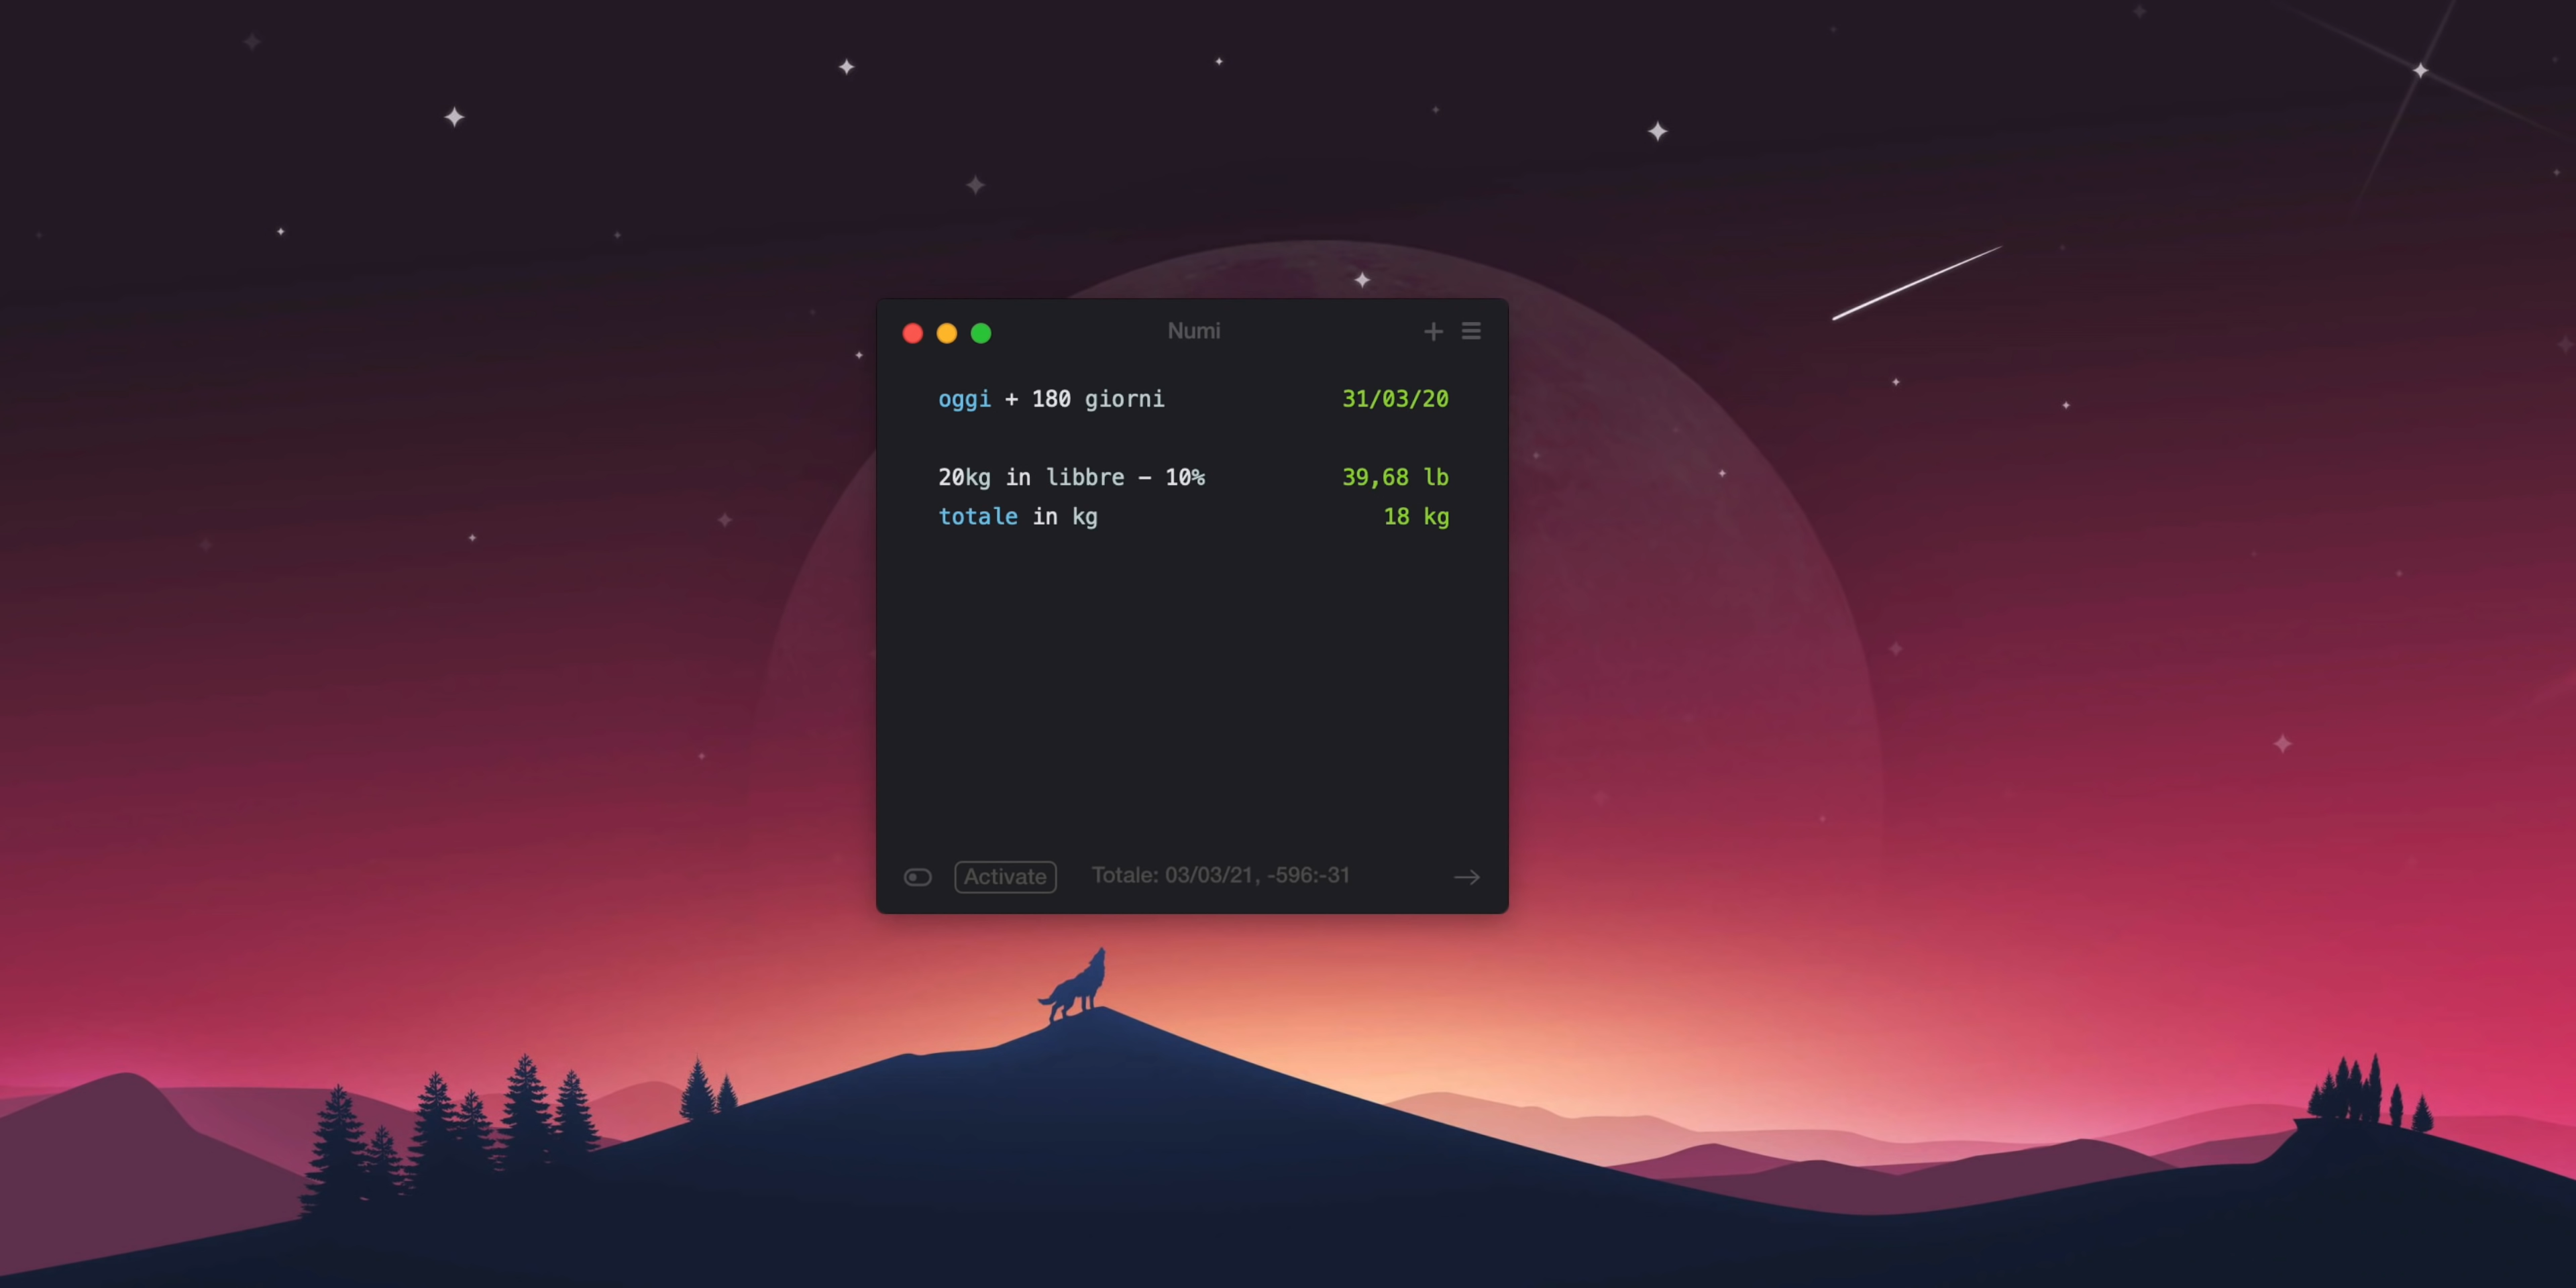 Numi
oggi + 180 giorni 31/03/20
20kg in libbre − 10% 39,68 lb
totale in kg 18 kg
Activate Totale: 03/03/21, -596:-31